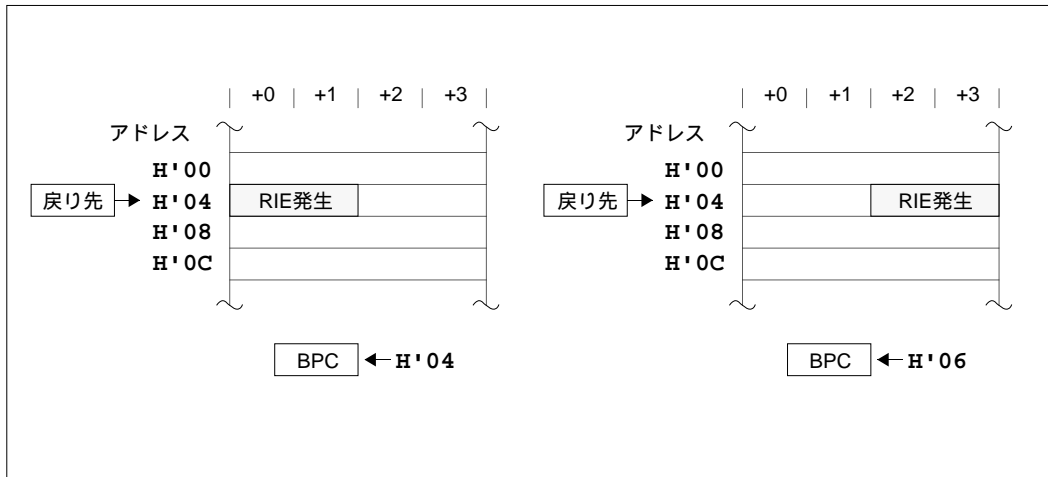 +0 +1 +2 +3
アドレス
H'00
戻り先 H'04 RIE発生
H'08
H'0C
BPC H'04
+0 +1 +2 +3
アドレス
H'00
戻り先 H'04 RIE発生
H'08
H'0C
BPC H'06